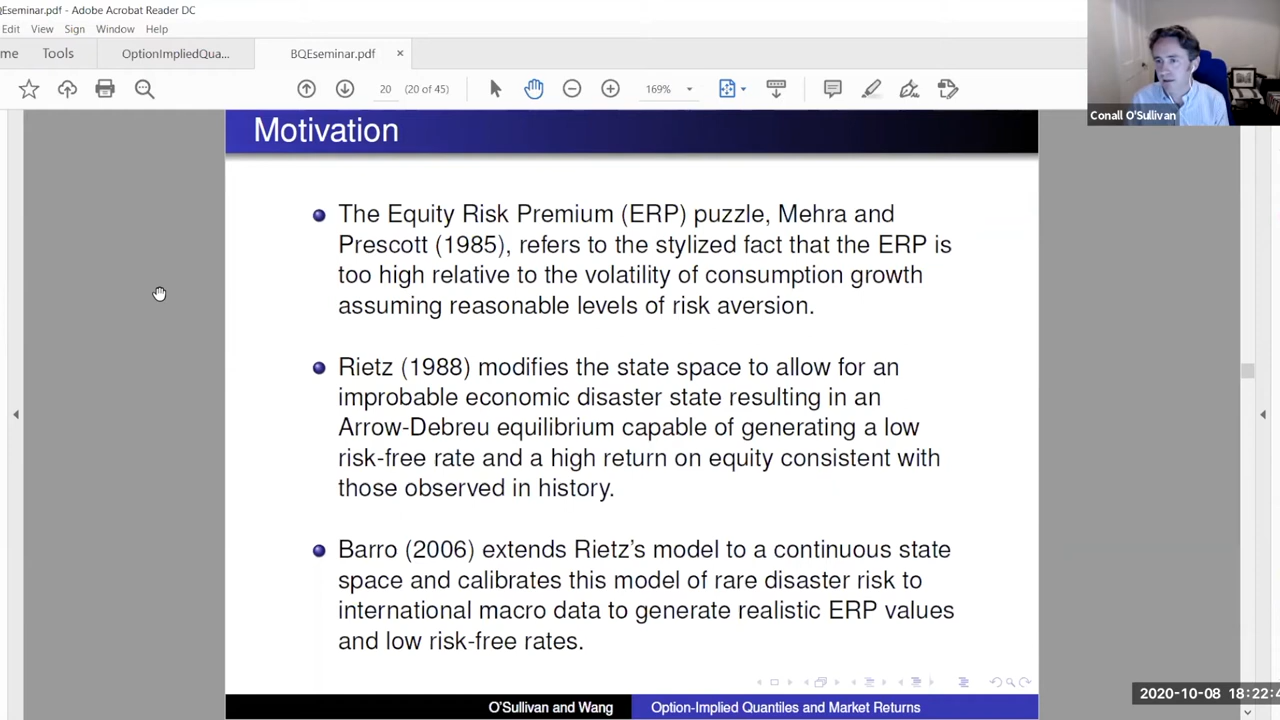 BQEseminar.pdf - Adobe Acrobat Reader DC
Edit View Sign Window Help
me Tools OptionImpliedQua... BQEseminar.pdf ×
20 (20 of 45) 169%
Motivation
Conall O'Sullivan
The Equity Risk Premium (ERP) puzzle, Mehra and
Prescott (1985), refers to the stylized fact that the ERP is
too high relative to the volatility of consumption growth
assuming reasonable levels of risk aversion.
Rietz (1988) modifies the state space to allow for an
improbable economic disaster state resulting in an
Arrow-Debreu equilibrium capable of generating a low
risk-free rate and a high return on equity consistent with
those observed in history.
Barro (2006) extends Rietz's model to a continuous state
space and calibrates this model of rare disaster risk to
international macro data to generate realistic ERP values
and low risk-free rates.
O'Sullivan and Wang Option-Implied Quantiles and Market Returns
2020-10-08 18:22:4